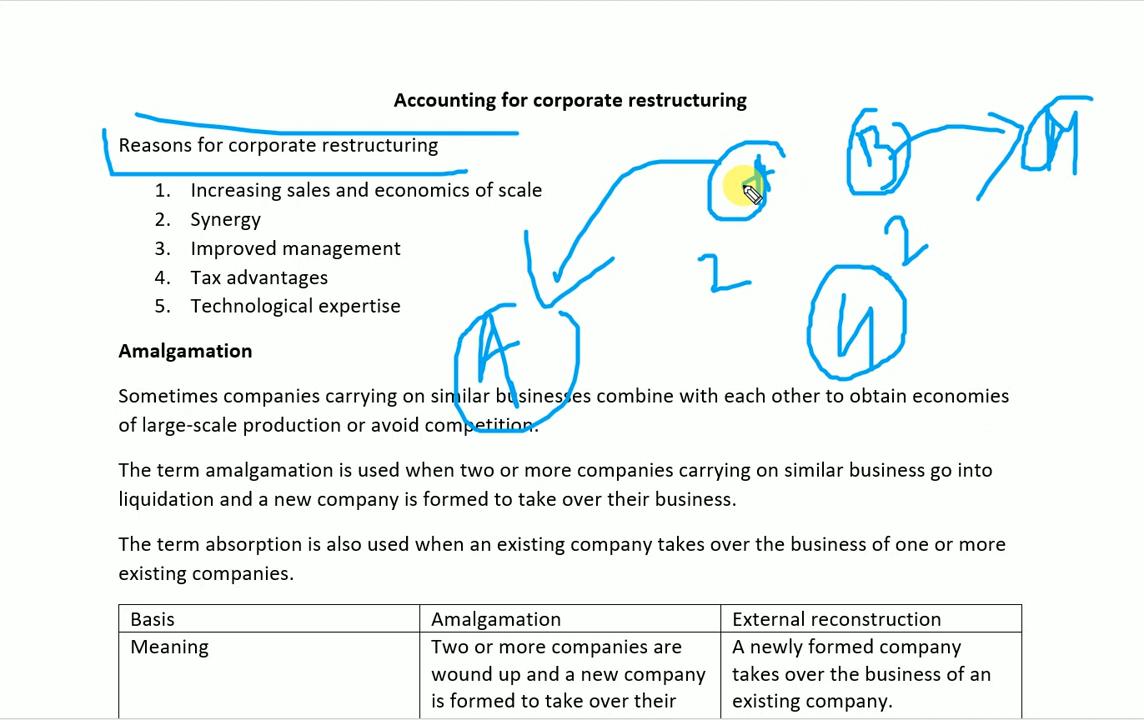 Accounting for corporate restructuring
Reasons for corporate restructuring
1. Increasing sales and economics of scale
2. Synergy
3. Improved management
4. Tax advantages
5. Technological expertise
B
2
2
A
Amalgamation
Sometimes companies carrying on similar businesses combine with each other to obtain economies
of large-scale production or avoid competition.
The term amalgamation is used when two or more companies carrying on similar business go into
liquidation and a new company is formed to take over their business.
The term absorption is also used when an existing company takes over the business of one or more
existing companies.
Basis Amalgamation External reconstruction
Meaning Two or more companies are A newly formed company
wound up and a new company takes over the business of an
is formed to take over their existing company.